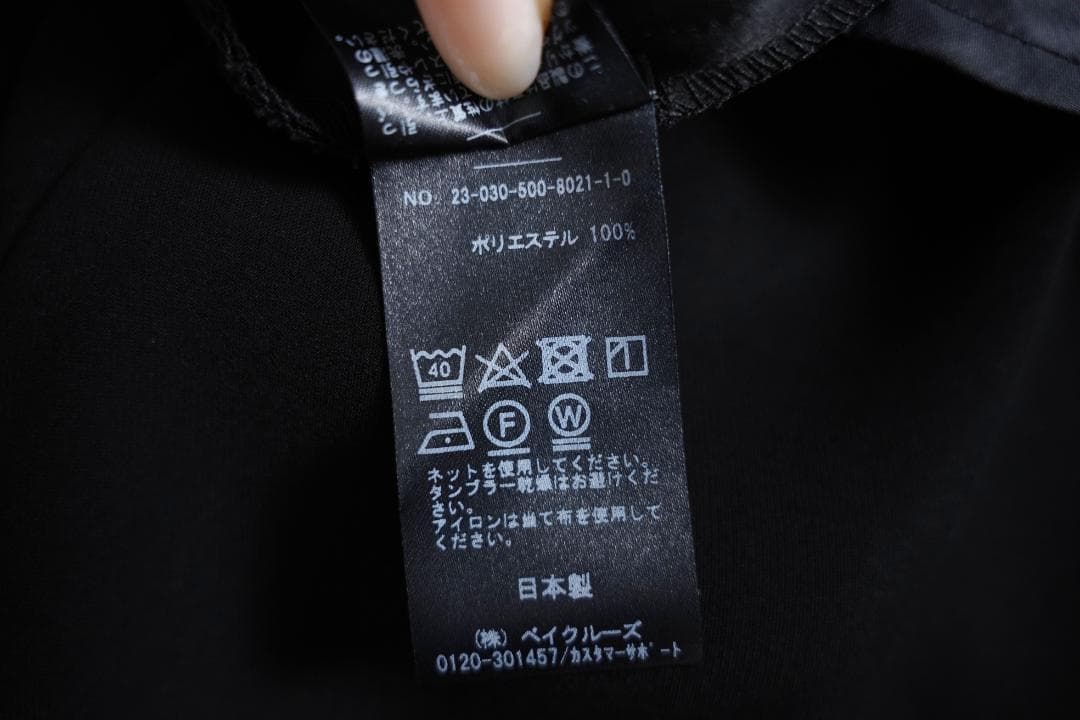 NO. 23-030-500-8021-1-0
ポリエステル 100%
40
F W
ネットを使用してください。
タンブラー乾燥はお避けくだ
さい。
アイロンは当て布を使用して
ください。
日本製
(株) ベイクルーズ
0120-301457/カスタマーサポート